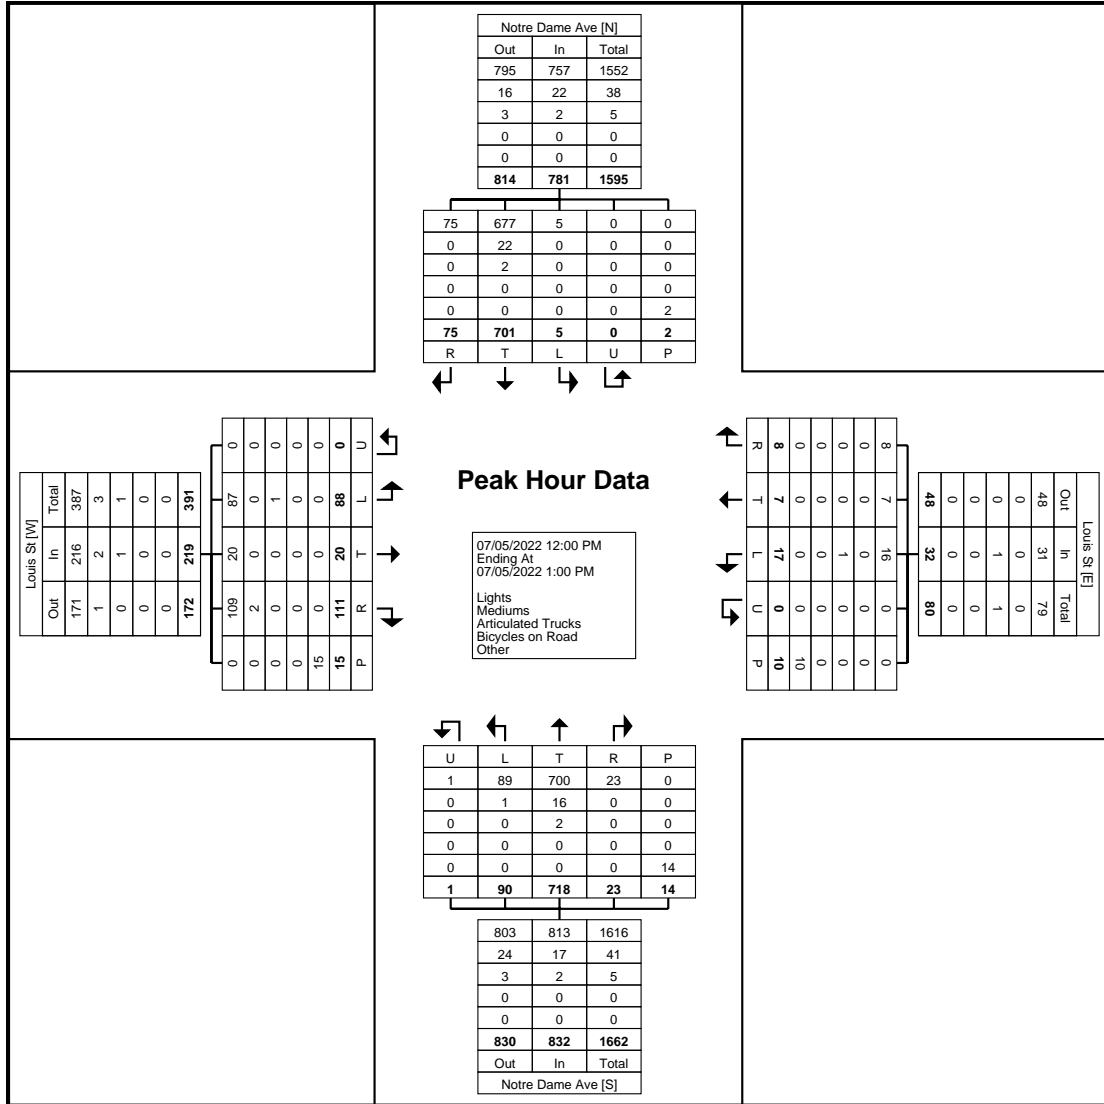 Notre Dame Ave [N]
Out In Total
795 757 1552
16 22 38
3 2 5
0 0 0
0 0 0
814 781 1595
75 677 5 0 0
0 22 0 0 0
0 2 0 0 0
0 0 0 0 0
0 0 0 0 2
75 701 5 0 2
R T L U P
Louis St [W]
Total 387 3 1 0 0 391
In 216 2 1 0 0 219
Out 171 1 0 0 0 172
0 0 0 0 0 0 U
87 0 1 0 0 88 L
20 0 0 0 0 20 T
109 2 0 0 0 111 R
0 0 0 0 15 15 P
Peak Hour Data
07/05/2022 12:00 PM
Ending At
07/05/2022 1:00 PM
Lights
Mediums
Articulated Trucks
Bicycles on Road
Other
R 8 0 0 0 0 8
T 7 0 0 0 0 7
L 17 0 0 1 0 16
U 0 0 0 0 0 0
P 10 10 0 0 0 0
48 0 0 0 0 48 Out
32 0 0 1 0 31 In
80 0 0 1 0 79 Total
Louis St [E]
U L T R P
1 89 700 23 0
0 1 16 0 0
0 0 2 0 0
0 0 0 0 0
0 0 0 0 14
1 90 718 23 14
803 813 1616
24 17 41
3 2 5
0 0 0
0 0 0
830 832 1662
Out In Total
Notre Dame Ave [S]